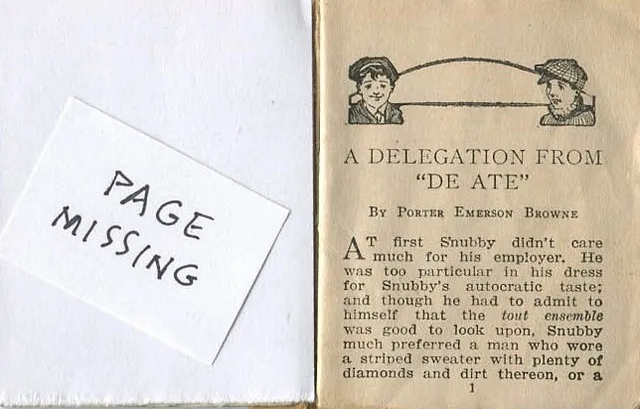 PAGE
MISSING
A DELEGATION FROM
"DE ATE"
BY PORTER EMERSON BROWNE
AT first Snubby didn't care
much for his employer. He
was too particular in his dress
for Snubby's autocratic taste;
and though he had to admit to
himself that the tout ensemble
was good to look upon, Snubby
much preferred a man who wore
a striped sweater with plenty of
diamonds and dirt thereon, or a
1